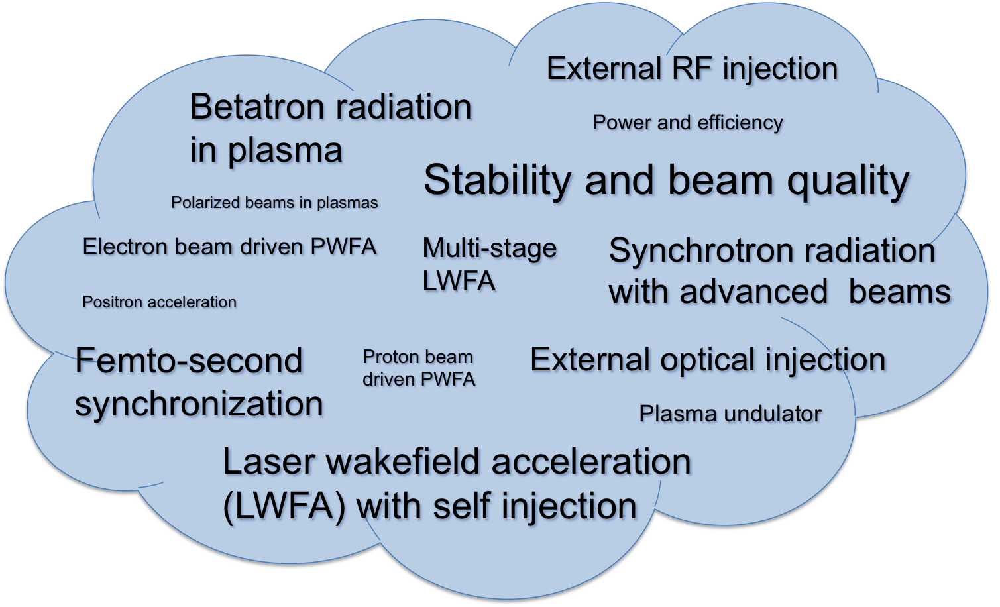 External RF injection
Betatron radiation
in plasma
Power and efficiency
Stability and beam quality
Polarized beams in plasmas
Electron beam driven PWFA
Multi-stage
LWFA
Synchrotron radiation
with advanced  beams
Positron acceleration
Femto-second
synchronization
Proton beam
driven PWFA
External optical injection
Plasma undulator
Laser wakefield acceleration
(LWFA) with self injection